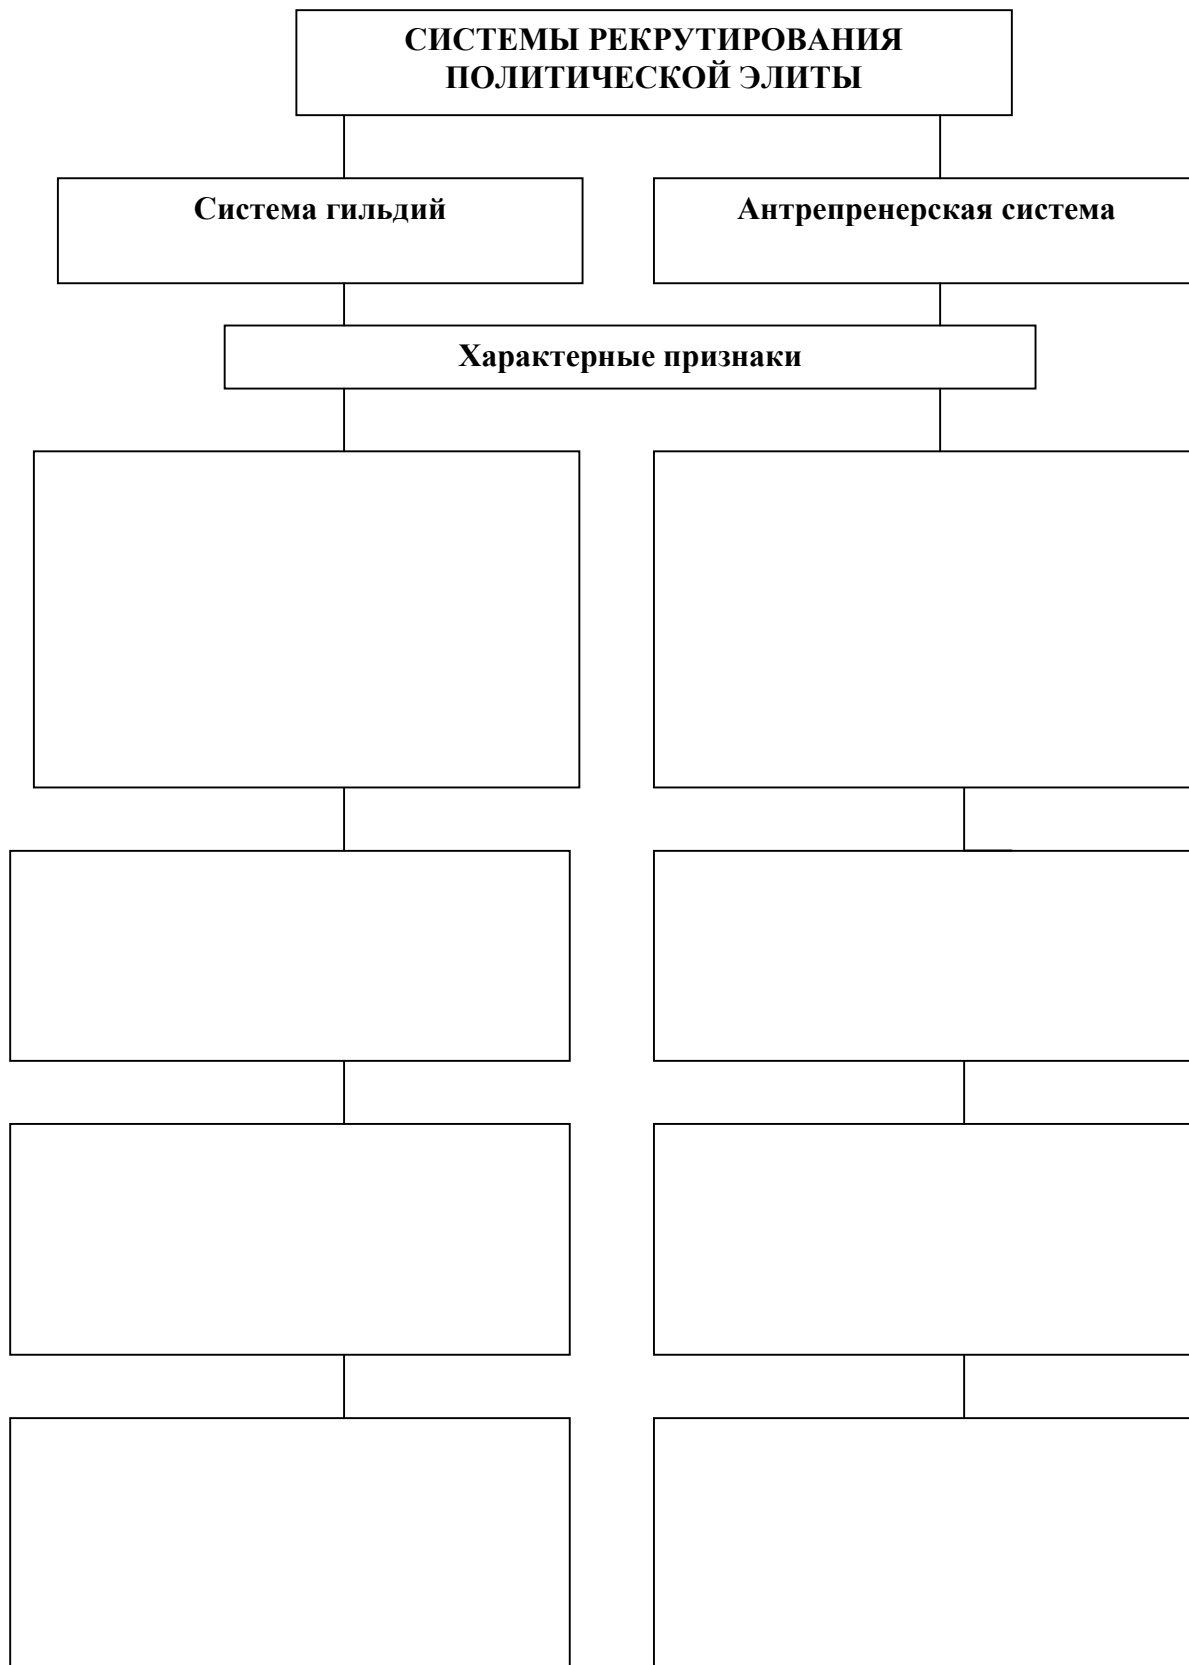 СИСТЕМЫ РЕКРУТИРОВАНИЯ
ПОЛИТИЧЕСКОЙ ЭЛИТЫ
Система гильдий
Антрепренерская система
Характерные признаки